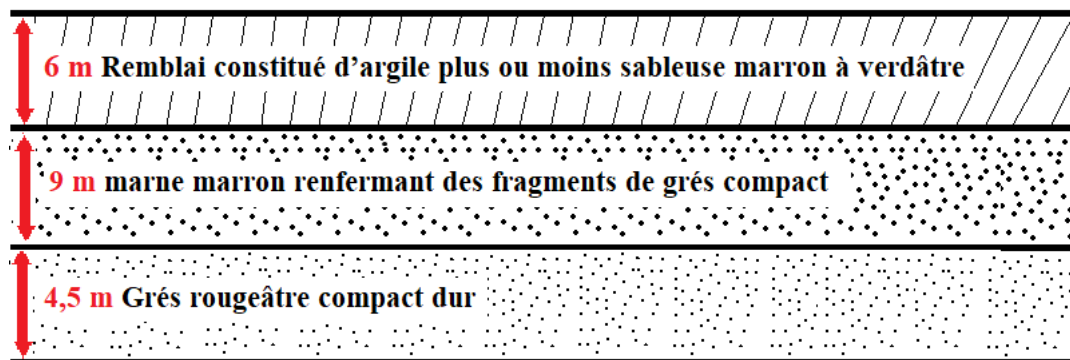 6 m Remblai constitué d’argile plus ou moins sableuse marron à verdâtre
9 m marne marron renfermant des fragments de grés compact
4,5 m Grés rougeâtre compact dur